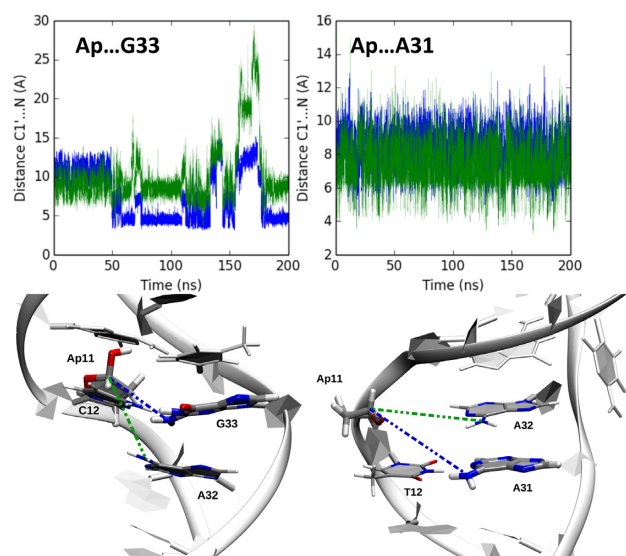 Ap...G33
Distance C1'...N (A)
30
25
20
15
10
5
0
0 50 100 150 200
Time (ns)
Ap...A31
Distance C1'...N (A)
16
14
12
10
8
6
4
2
0 50 100 150 200
Time (ns)
Ap11
C12
G33
A32
Ap11
A32
T12
A31